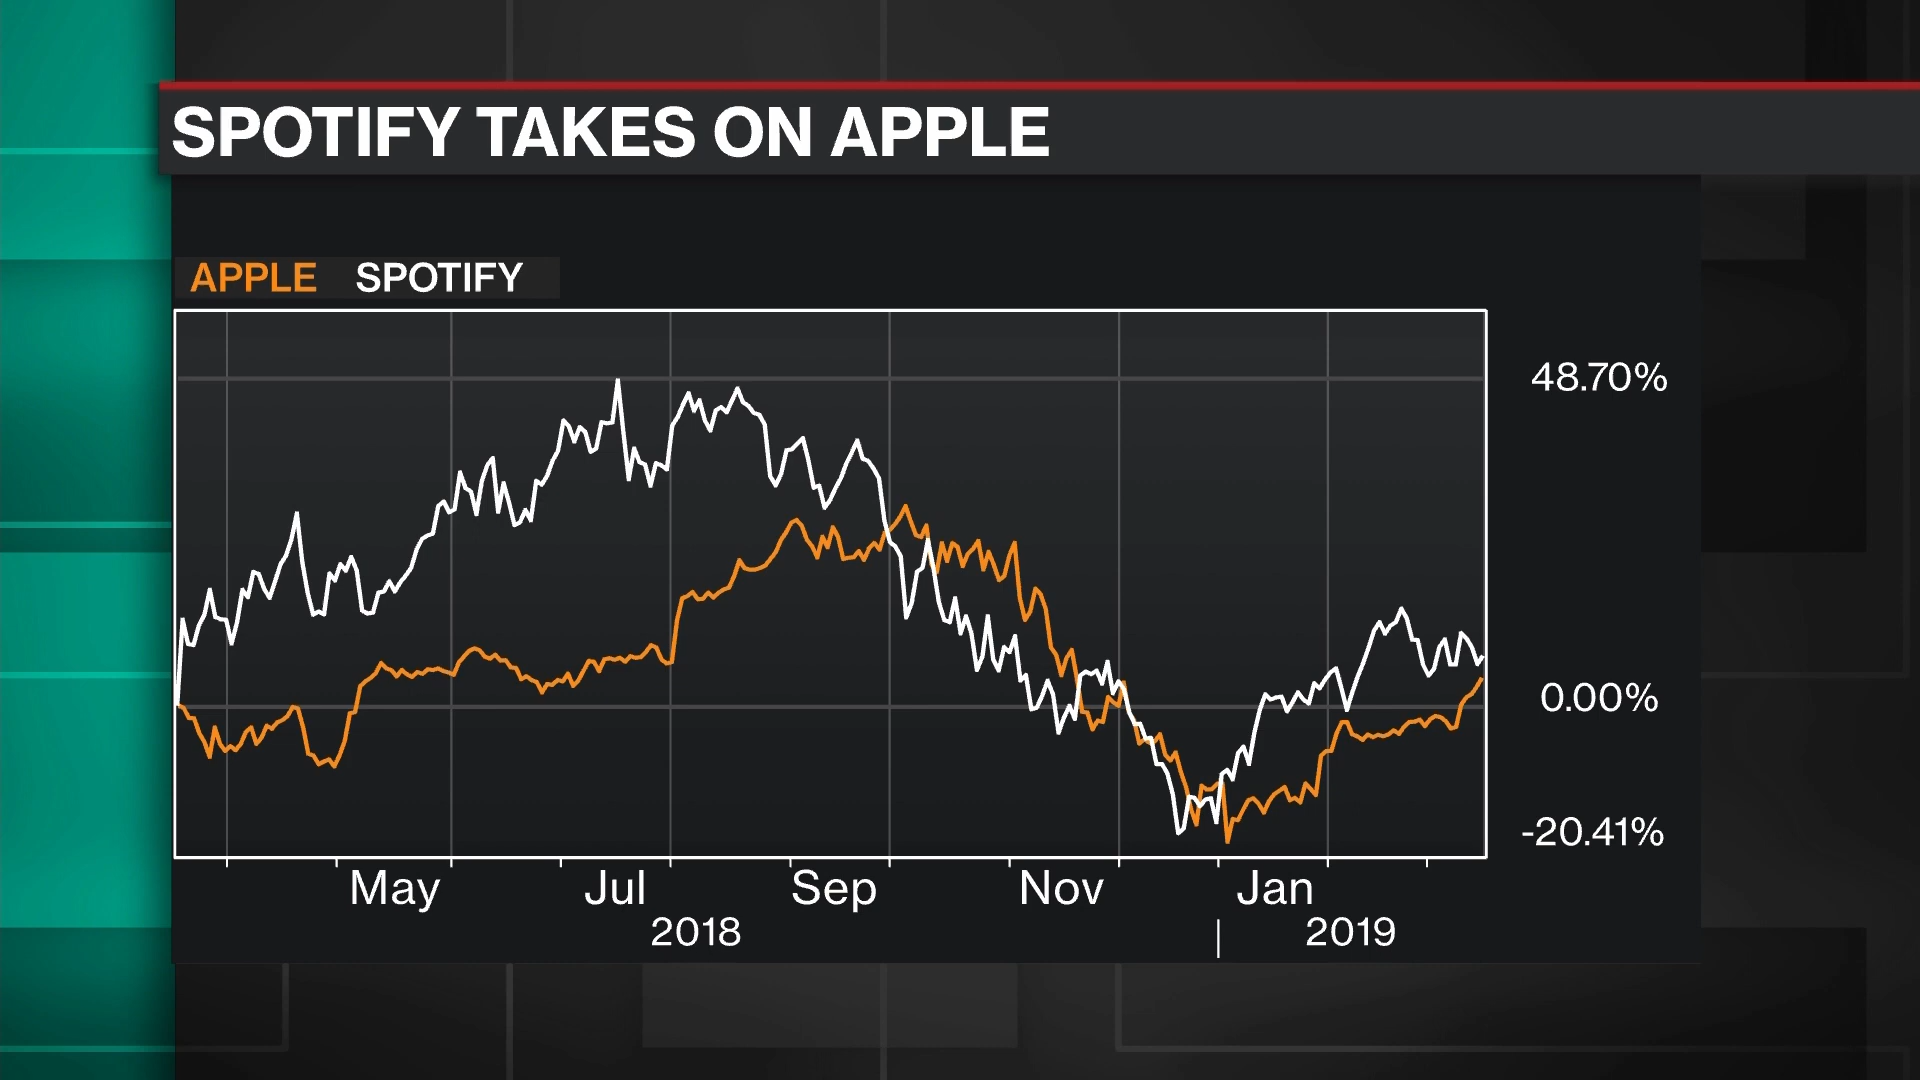 SPOTIFY TAKES ON APPLE
APPLE SPOTIFY
48.70%
0.00%
-20.41%
May Jul Sep Nov Jan
2018 | 2019